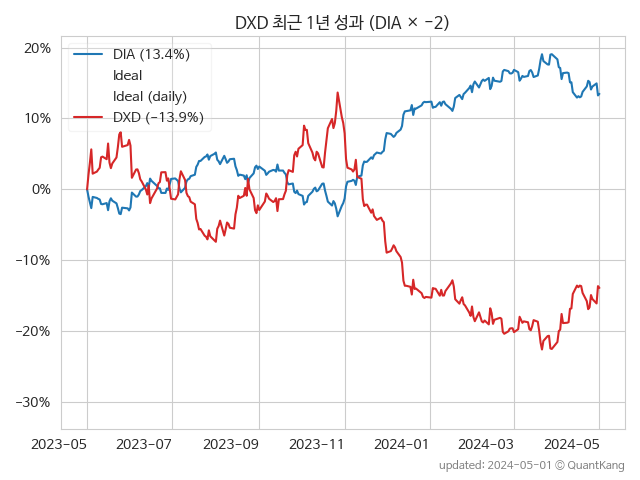 DXD 최근 1년 성과 (DIA × −2)
DIA (13.4%)
Ideal
Ideal (daily)
DXD (−13.9%)
20%
10%
0%
−10%
−20%
−30%
2023-05
2023-07
2023-09
2023-11
2024-01
2024-03
2024-05
updated: 2024-05-01 © QuantKang